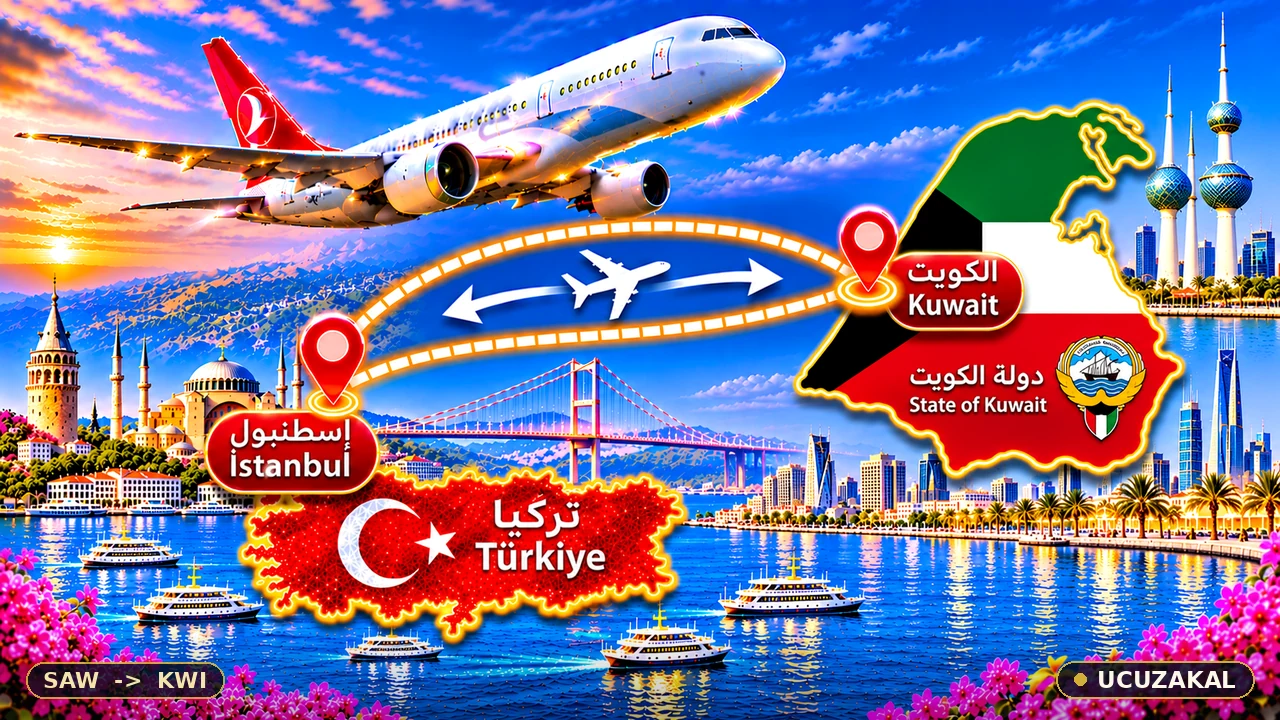 الكويت
Kuwait
دولة الكويت
State of Kuwait
إسطنبول
İstanbul
تركيا
Türkiye
SAW -> KWI
UCUZAKAL